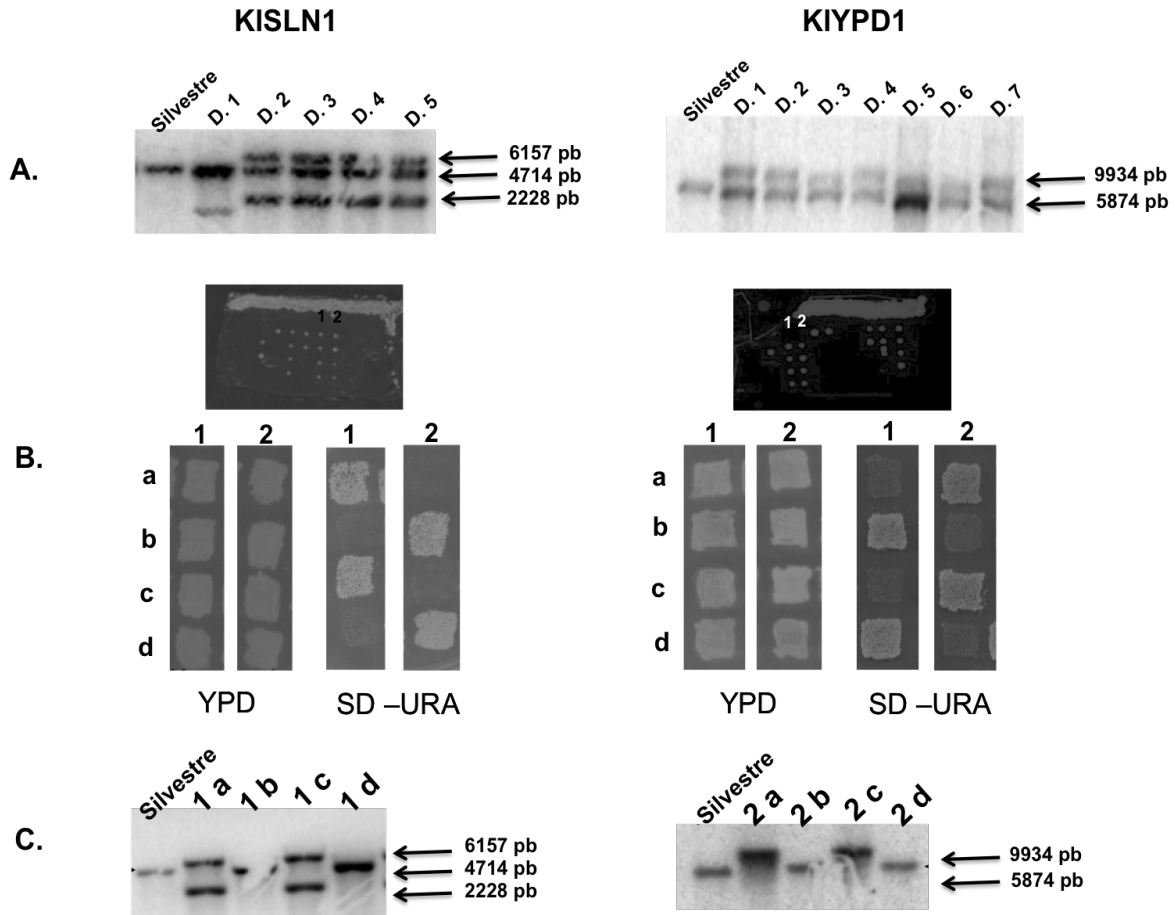 KlSLN1
KlYPD1
A.
Silvestre D. 1 D. 2 D. 3 D. 4 D. 5
6157 pb
4714 pb
2228 pb
Silvestre D. 1 D. 2 D. 3 D. 4 D. 5 D. 6 D. 7
9934 pb
5874 pb
B.
1 2
1 2 1 2
a
b
c
d
YPD SD –URA
1 2
1 2 1 2
a
b
c
d
YPD SD –URA
C.
Silvestre 1 a 1 b 1 c 1 d
6157 pb
4714 pb
2228 pb
Silvestre 2 a 2 b 2 c 2 d
9934 pb
5874 pb